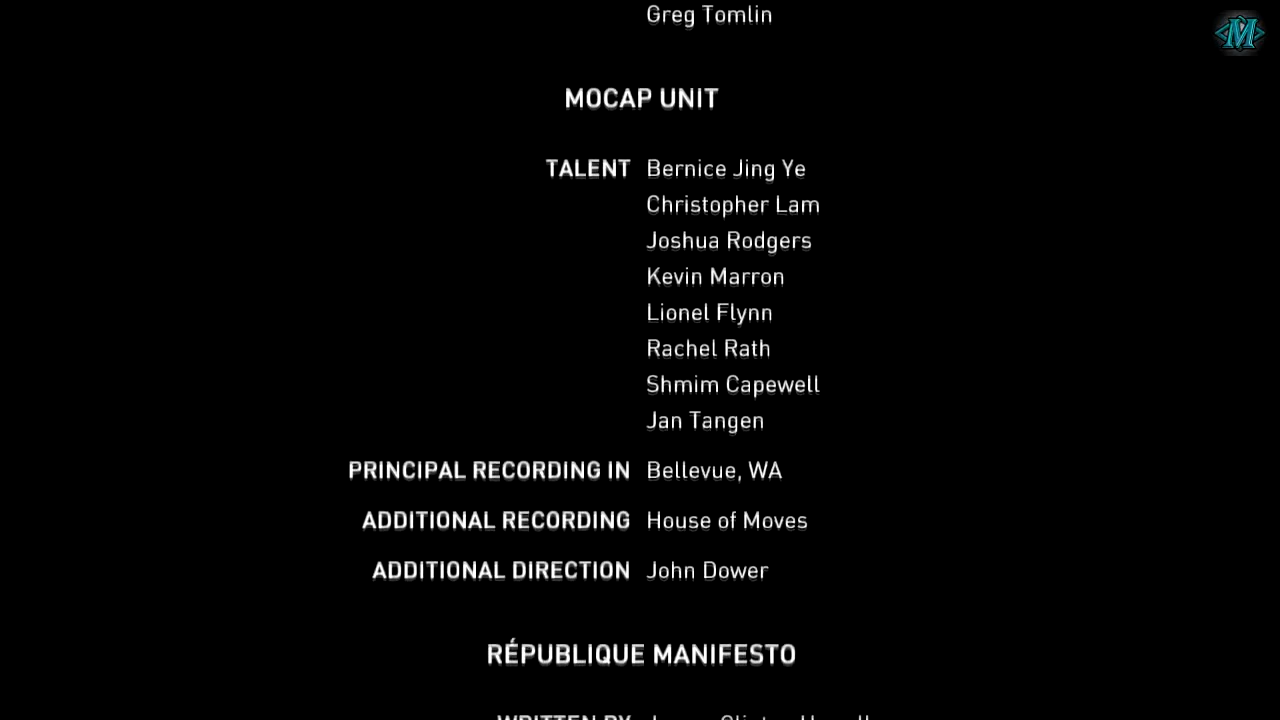 Greg Tomlin
M
MOCAP UNIT
TALENT Bernice Jing Ye
Christopher Lam
Joshua Rodgers
Kevin Marron
Lionel Flynn
Rachel Rath
Shmim Capewell
Jan Tangen
PRINCIPAL RECORDING IN Bellevue, WA
ADDITIONAL RECORDING House of Moves
ADDITIONAL DIRECTION John Dower
RÉPUBLIQUE MANIFESTO
WRITTEN BY